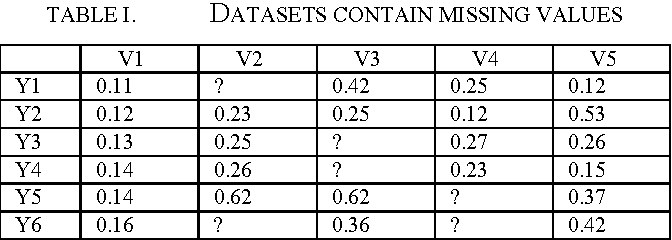 TABLE I. DATASETS CONTAIN MISSING VALUES
V1 V2 V3 V4 V5
Y1 0.11 ? 0.42 0.25 0.12
Y2 0.12 0.23 0.25 0.12 0.53
Y3 0.13 0.25 ? 0.27 0.26
Y4 0.14 0.26 ? 0.23 0.15
Y5 0.14 0.62 0.62 ? 0.37
Y6 0.16 ? 0.36 ? 0.42